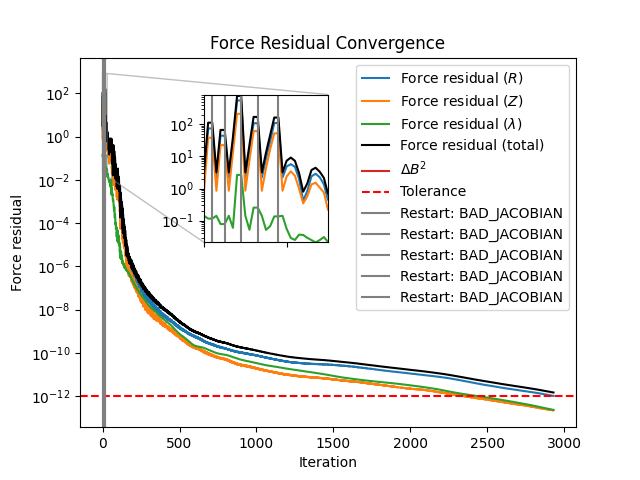 Force Residual Convergence
Force residual (R)
Force residual (Z)
Force residual (λ)
Force residual (total)
ΔB²
Tolerance
Restart: BAD_JACOBIAN
Restart: BAD_JACOBIAN
Restart: BAD_JACOBIAN
Restart: BAD_JACOBIAN
Restart: BAD_JACOBIAN
10²
10¹
10⁰
10⁻¹
Force residual
10²
10⁰
10⁻²
10⁻⁴
10⁻⁶
10⁻⁸
10⁻¹⁰
10⁻¹²
0 500 1000 1500 2000 2500 3000
Iteration